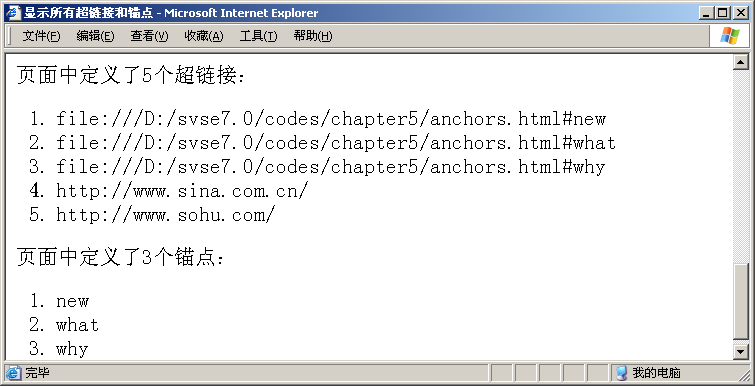 显示所有超链接和锚点 - Microsoft Internet Explorer
文件(F) 编辑(E) 查看(V) 收藏(A) 工具(T) 帮助(H)
页面中定义了5个超链接:
1. file:///D:/svse7.0/codes/chapter5/anchors.html#new
2. file:///D:/svse7.0/codes/chapter5/anchors.html#what
3. file:///D:/svse7.0/codes/chapter5/anchors.html#why
4. http://www.sina.com.cn/
5. http://www.sohu.com/
页面中定义了3个锚点:
1. new
2. what
3. why
完毕 我的电脑